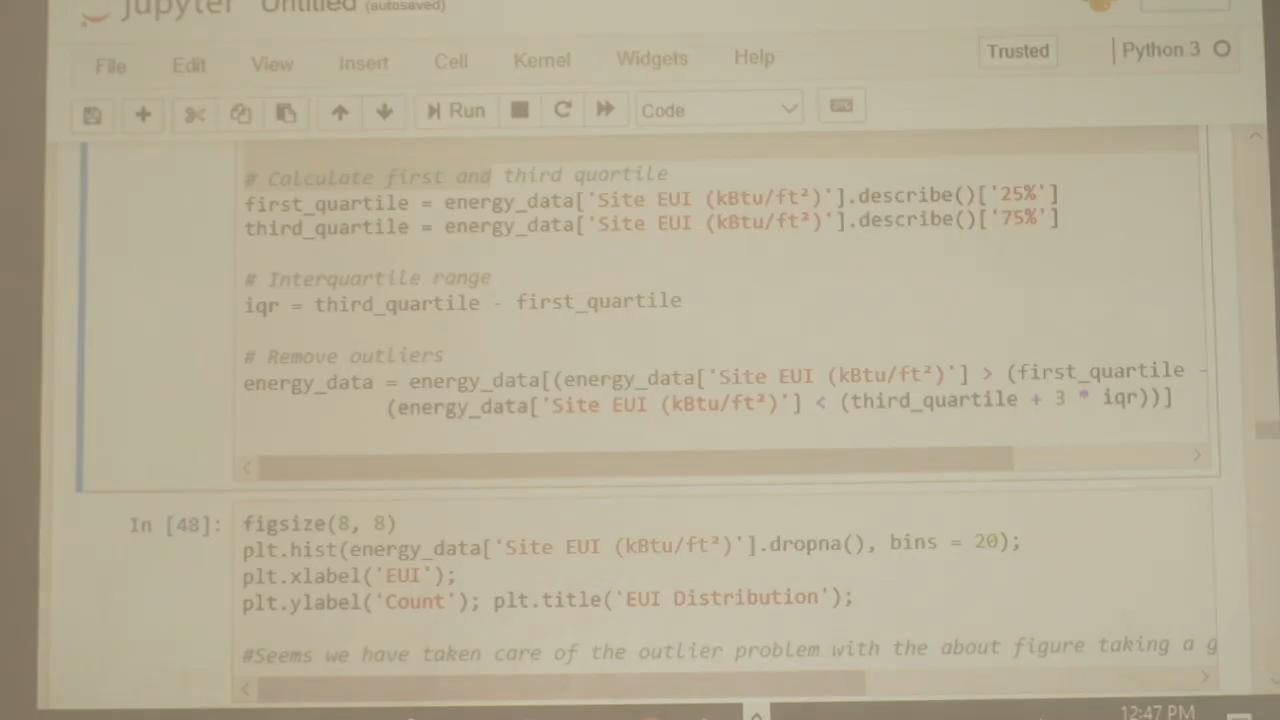 Jupyter Untitled (autosaved)
File Edit View Insert Cell Kernel Widgets Help Trusted Python 3
Run Code
# Calculate first and third quartile
first_quartile = energy_data['Site EUI (kBtu/ft²)'].describe()['25%']
third_quartile = energy_data['Site EUI (kBtu/ft²)'].describe()['75%']
# Interquartile range
iqr = third_quartile - first_quartile
# Remove outliers
energy_data = energy_data[(energy_data['Site EUI (kBtu/ft²)'] > (first_quartile -
(energy_data['Site EUI (kBtu/ft²)'] < (third_quartile + 3 * iqr))]
In [48]: figsize(8, 8)
plt.hist(energy_data['Site EUI (kBtu/ft²)'].dropna(), bins = 20);
plt.xlabel('EUI');
plt.ylabel('Count'); plt.title('EUI Distribution');
#Seems we have taken care of the outlier problem with the about figure taking a g
12:47 PM